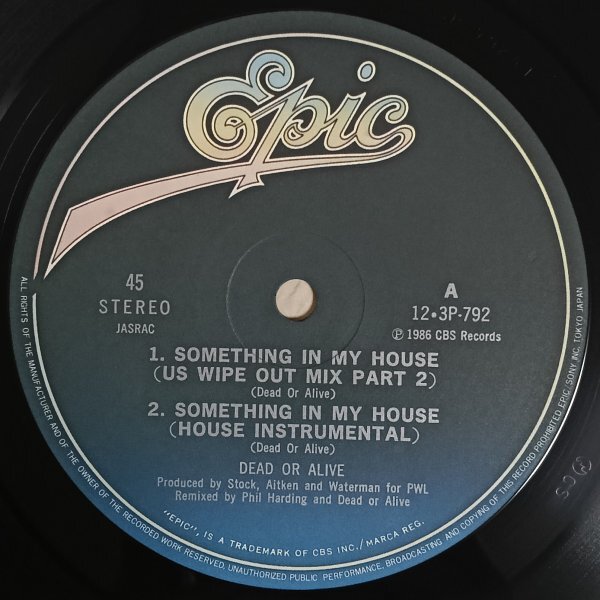 Epic
45
STEREO
JASRAC
A
12•3P-792
Ⓟ 1986 CBS Records
1. SOMETHING IN MY HOUSE
(US WIPE OUT MIX PART 2)
(Dead Or Alive)
2. SOMETHING IN MY HOUSE
(HOUSE INSTRUMENTAL)
(Dead Or Alive)
DEAD OR ALIVE
Produced by Stock, Aitken and Waterman for PWL
Remixed by Phil Harding and Dead or Alive
"EPIC", IS A TRADEMARK OF CBS INC./MARCA REG.
ALL RIGHTS OF THE MANUFACTURER AND OF THE OWNER OF THE RECORDED WORK RESERVED. UNAUTHORIZED PUBLIC PERFORMANCE, BROADCASTING AND COPYING OF THIS RECORD PROHIBITED EPIC/SONY INC. TOKYO JAPAN